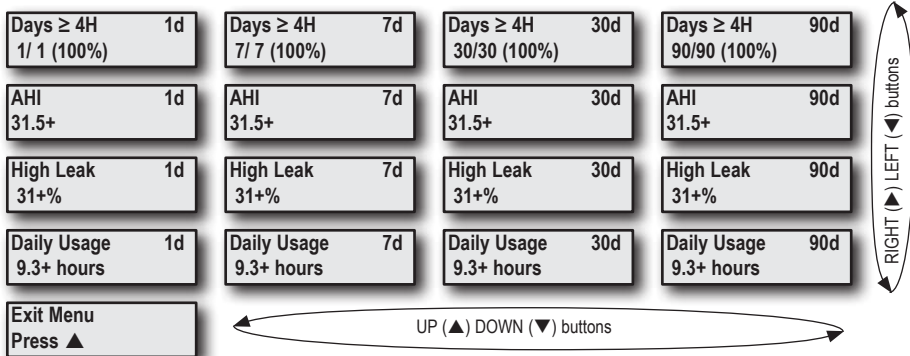 Days ≥ 4H 1d
1/ 1 (100%)
Days ≥ 4H 7d
7/ 7 (100%)
Days ≥ 4H 30d
30/30 (100%)
Days ≥ 4H 90d
90/90 (100%)
AHI 1d
31.5+
AHI 7d
31.5+
AHI 30d
31.5+
AHI 90d
31.5+
High Leak 1d
31+%
High Leak 7d
31+%
High Leak 30d
31+%
High Leak 90d
31+%
Daily Usage 1d
9.3+ hours
Daily Usage 7d
9.3+ hours
Daily Usage 30d
9.3+ hours
Daily Usage 90d
9.3+ hours
Exit Menu
Press ▲
UP (▲) DOWN (▼) buttons
RIGHT (▲) LEFT (▼) buttons